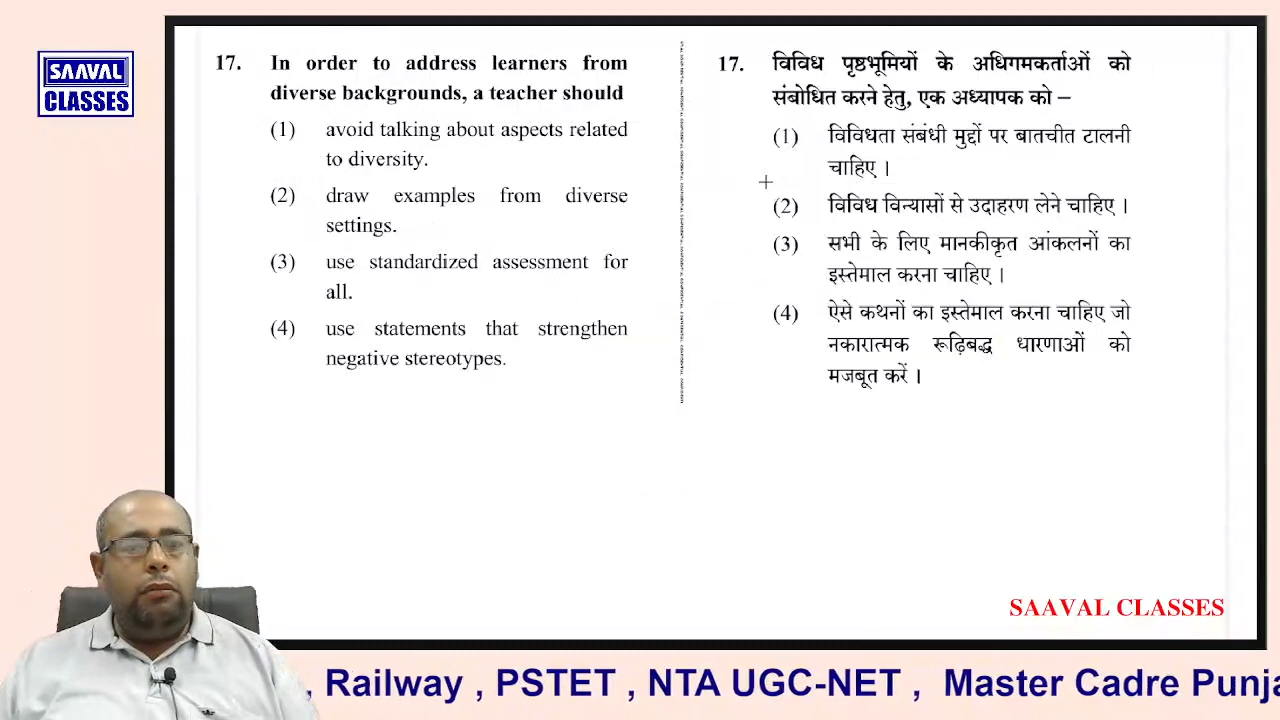 SAAVAL
CLASSES
17. In order to address learners from
diverse backgrounds, a teacher should
(1) avoid talking about aspects related
to diversity.
(2) draw examples from diverse
settings.
(3) use standardized assessment for
all.
(4) use statements that strengthen
negative stereotypes.
17. विविध पृष्ठभूमियों के अधिगमकर्ताओं को
संबोधित करने हेतु, एक अध्यापक को –
(1) विविधता संबंधी मुद्दों पर बातचीत टालनी
चाहिए ।
(2) विविध विन्यासों से उदाहरण लेने चाहिए ।
(3) सभी के लिए मानकीकृत आंकलनों का
इस्तेमाल करना चाहिए ।
(4) ऐसे कथनों का इस्तेमाल करना चाहिए जो
नकारात्मक रूढ़िबद्ध धारणाओं को
मजबूत करें ।
SAAVAL CLASSES
, Railway , PSTET , NTA UGC-NET , Master Cadre